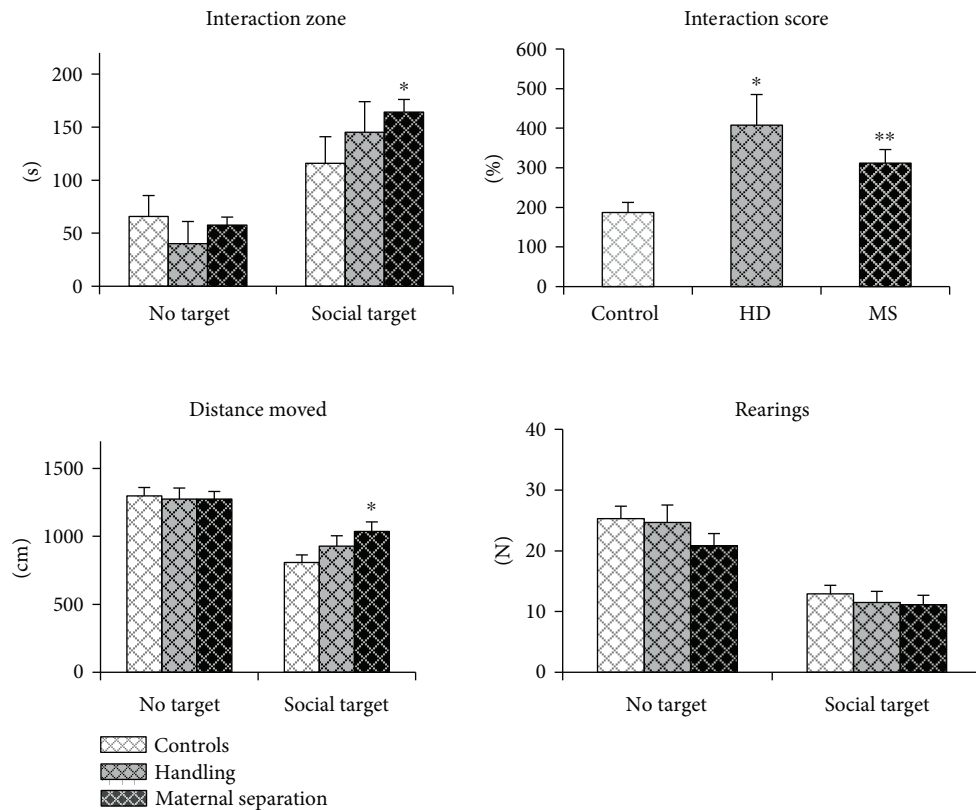 Interaction zone
200
150
100
50
0
(s)
*
No target
Social target
Interaction score
600
500
400
300
200
100
0
(%)
*
**
Control
HD
MS
Distance moved
1500
1000
500
0
(cm)
*
No target
Social target
Rearings
40
30
20
10
0
(N)
No target
Social target
Controls
Handling
Maternal separation